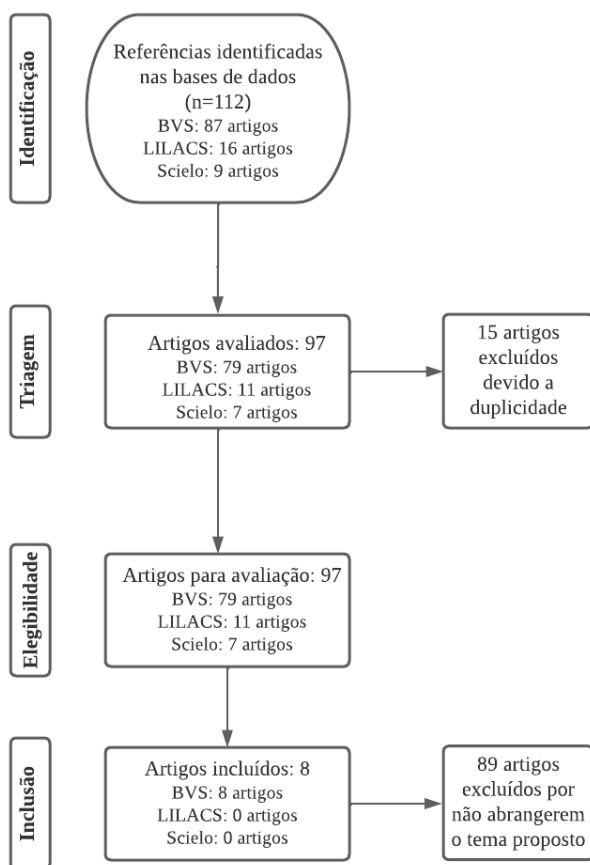 Identificação
Referências identificadas
nas bases de dados
(n=112)
BVS: 87 artigos
LILACS: 16 artigos
Scielo: 9 artigos
Triagem
Artigos avaliados: 97
BVS: 79 artigos
LILACS: 11 artigos
Scielo: 7 artigos
15 artigos
excluídos
devido a
duplicidade
Elegibilidade
Artigos para avaliação: 97
BVS: 79 artigos
LILACS: 11 artigos
Scielo: 7 artigos
Inclusão
Artigos incluídos: 8
BVS: 8 artigos
LILACS: 0 artigos
Scielo: 0 artigos
89 artigos
excluídos por
não abrangerem
o tema proposto